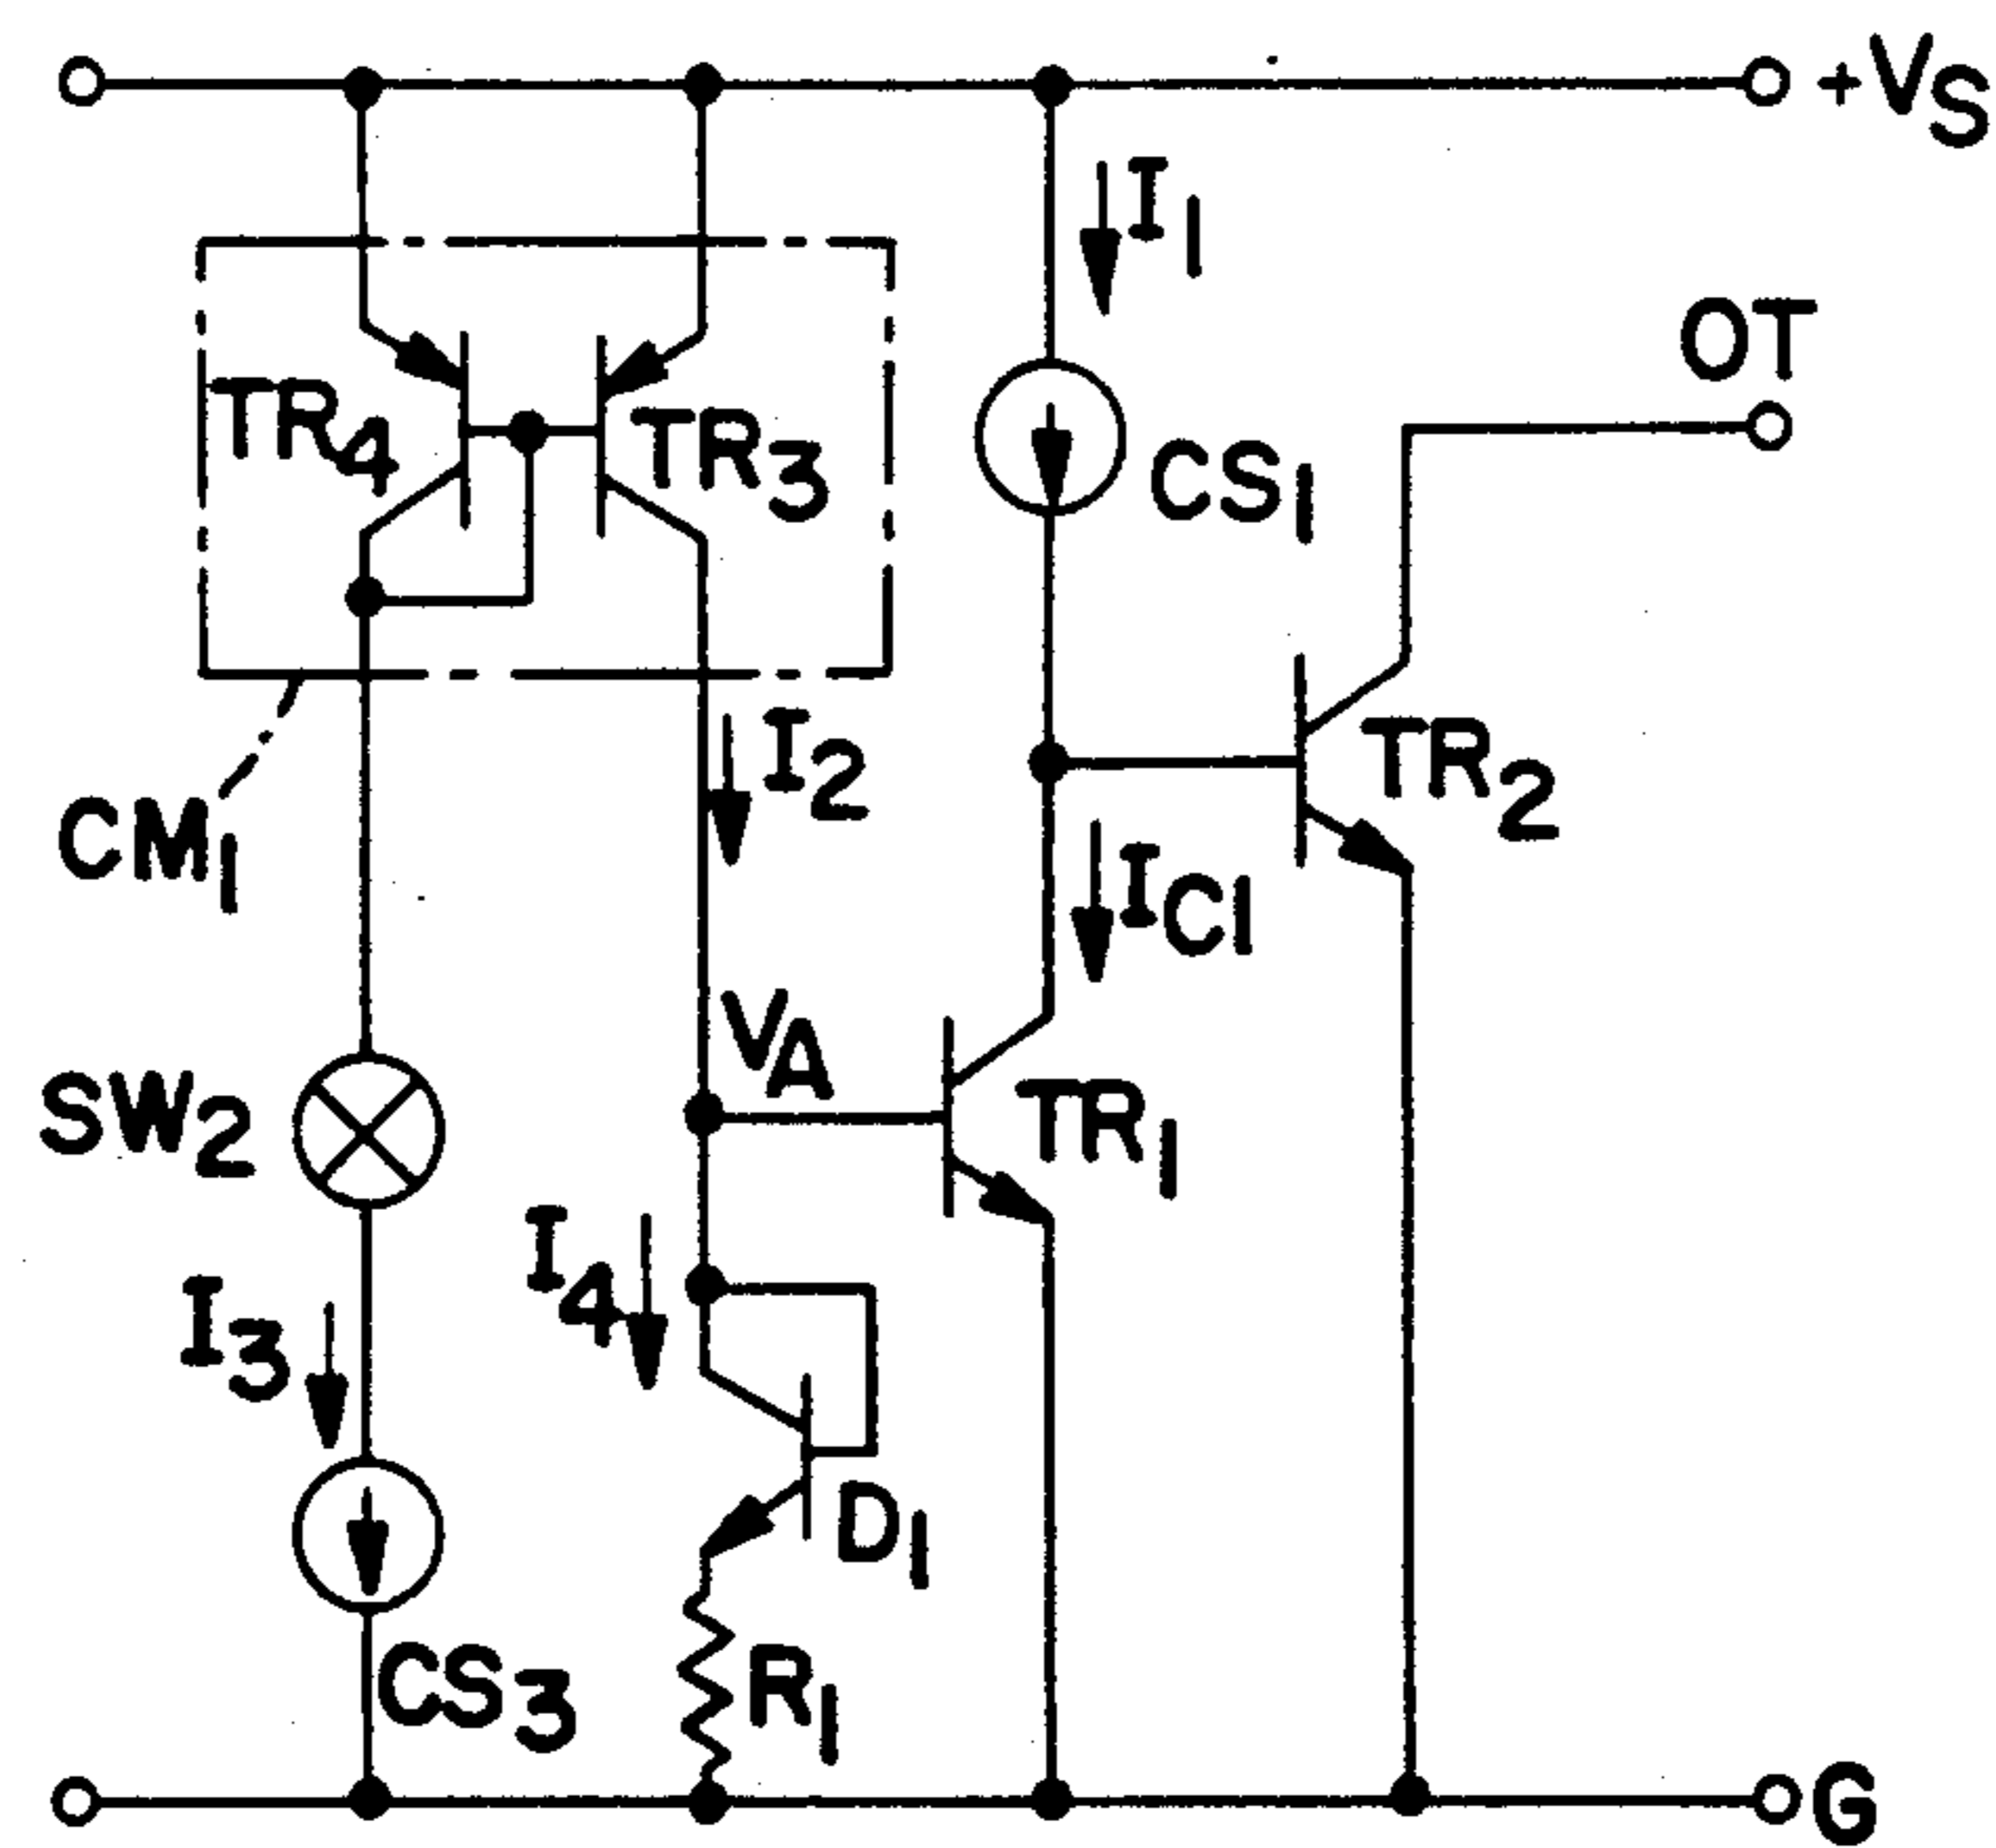 +VS
I1
OT
TR4
TR3
CS1
I2
TR2
CM1
IC1
VA
SW2
TR1
I4
I3
D1
CS3
R1
G